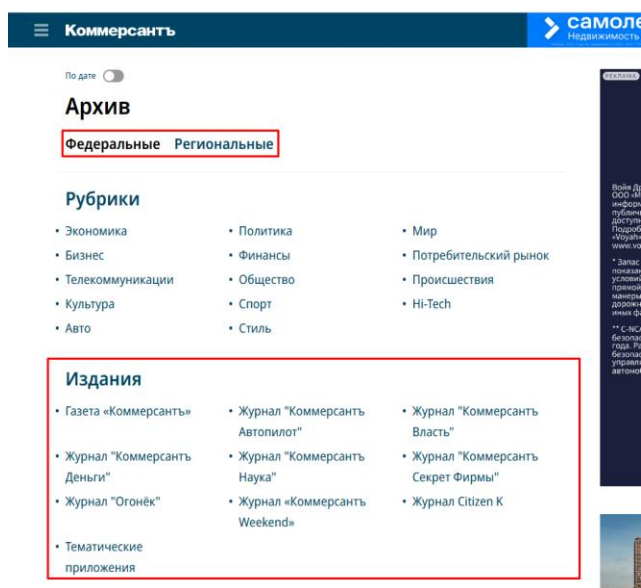 Коммерсантъ
самоле
Недвижимость
По дате
РЕКЛАМА
Архив
Федеральные Региональные
Рубрики
• Экономика • Политика • Мир
• Бизнес • Финансы • Потребительский рынок
• Телекоммуникации • Общество • Происшествия
• Культура • Спорт • Hi-Tech
• Авто • Стиль
Издания
• Газета «Коммерсантъ» • Журнал "Коммерсантъ Автопилот" • Журнал "Коммерсантъ Власть"
• Журнал "Коммерсантъ Деньги" • Журнал "Коммерсантъ Наука" • Журнал "Коммерсантъ Секрет Фирмы"
• Журнал "Огонёк" • Журнал «Коммерсантъ Weekend» • Журнал Citizen K
• Тематические приложения